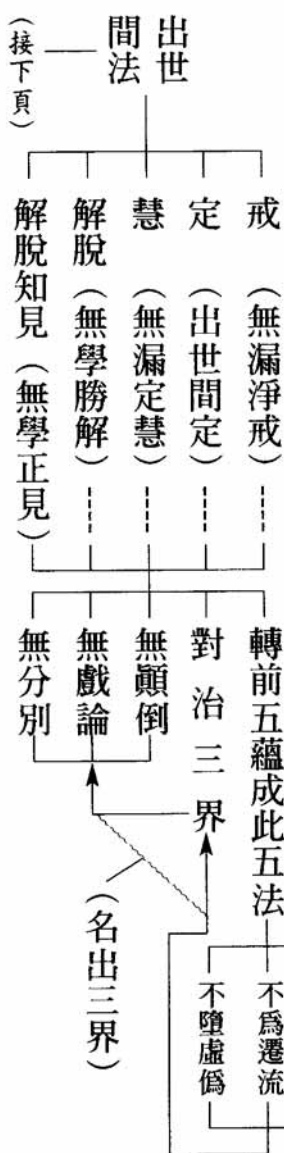 出世
間法
（接下頁）
戒（無漏淨戒）
定（出世間定）
慧（無漏定慧）
解脫（無學勝解）
解脫知見（無學正見）
轉前五蘊成此五法
對治三界
無顚倒
無戲論
無分別
不爲遷流
不墮虛僞
（名出三界）